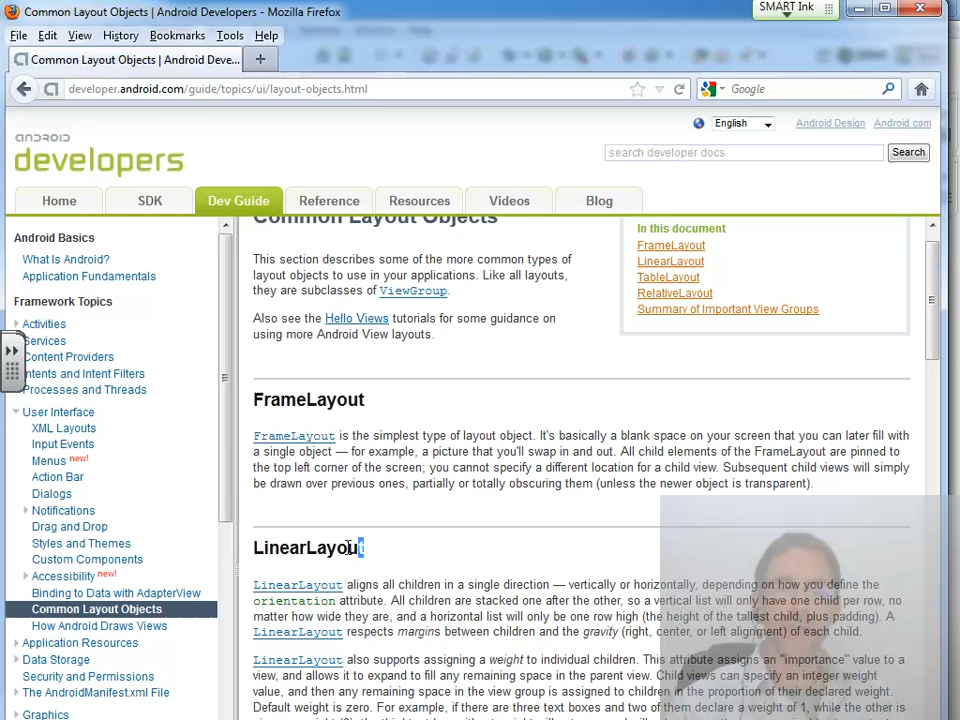 Common Layout Objects | Android Developers - Mozilla Firefox
SMART Ink
File Edit View History Bookmarks Tools Help
Common Layout Objects | Android Deve...
developer.android.com/guide/topics/ui/layout-objects.html
Google
English
Android Design
Android.com
ANDROID
developers
search developer docs
Search
Home
SDK
Dev Guide
Reference
Resources
Videos
Blog
Android Basics
What Is Android?
Application Fundamentals
Framework Topics
Activities
Services
Content Providers
ntents and Intent Filters
Processes and Threads
User Interface
XML Layouts
Input Events
Menus new!
Action Bar
Dialogs
Notifications
Drag and Drop
Styles and Themes
Custom Components
Accessibility new!
Binding to Data with AdapterView
Common Layout Objects
How Android Draws Views
Application Resources
Data Storage
Security and Permissions
The AndroidManifest.xml File
Graphics
Common Layout Objects
This section describes some of the more common types of
layout objects to use in your applications. Like all layouts,
they are subclasses of ViewGroup.
Also see the Hello Views tutorials for some guidance on
using more Android View layouts.
In this document
FrameLayout
LinearLayout
TableLayout
RelativeLayout
Summary of Important View Groups
FrameLayout
FrameLayout is the simplest type of layout object. It's basically a blank space on your screen that you can later fill with
a single object — for example, a picture that you'll swap in and out. All child elements of the FrameLayout are pinned to
the top left corner of the screen; you cannot specify a different location for a child view. Subsequent child views will simply
be drawn over previous ones, partially or totally obscuring them (unless the newer object is transparent).
LinearLayout
LinearLayout aligns all children in a single direction — vertically or horizontally, depending on how you define the
orientation attribute. All children are stacked one after the other, so a vertical list will only have one child per row, no
matter how wide they are, and a horizontal list will only be one row high (the height of the tallest child, plus padding). A
LinearLayout respects margins between children and the gravity (right, center, or left alignment) of each child.
LinearLayout also supports assigning a weight to individual children. This attribute assigns an "importance" value to a
view, and allows it to expand to fill any remaining space in the parent view. Child views can specify an integer weight
value, and then any remaining space in the view group is assigned to children in the proportion of their declared weight.
Default weight is zero. For example, if there are three text boxes and two of them declare a weight of 1, while the other